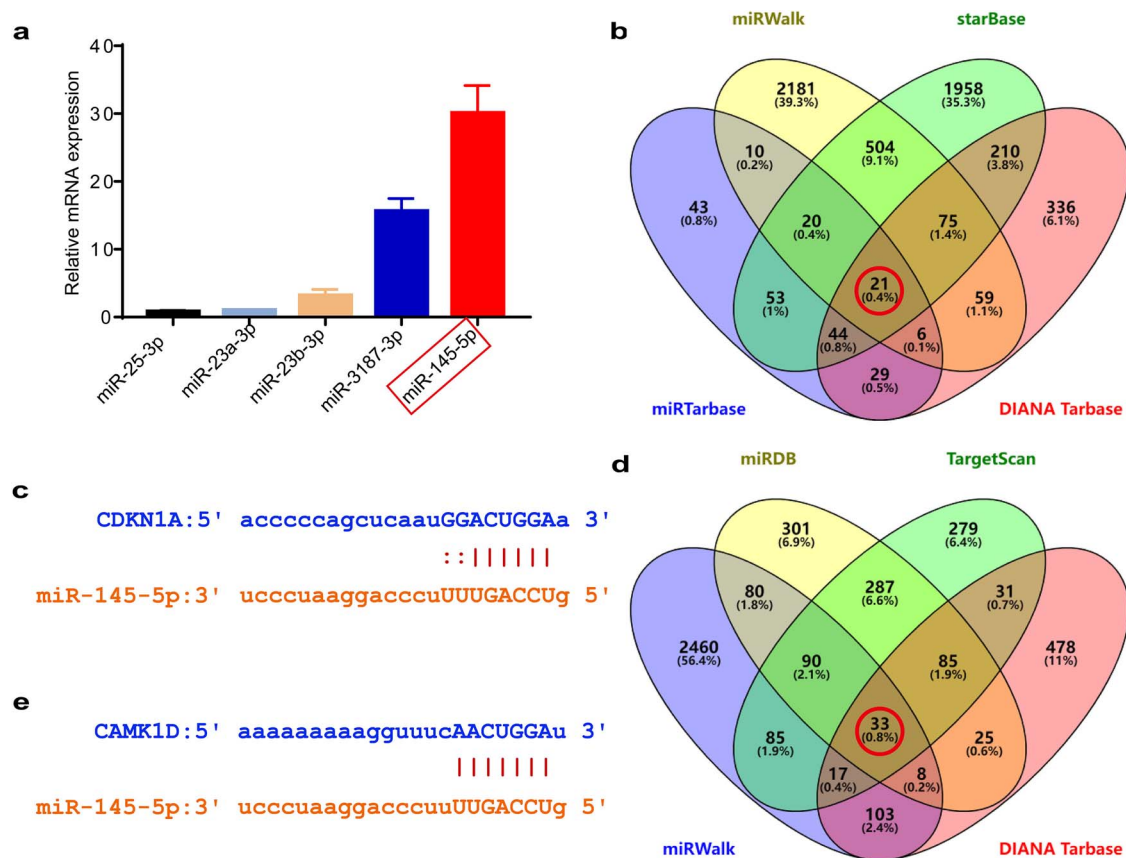 a
Relative mRNA expression
40
30
20
10
0
miR-25-3p
miR-23a-3p
miR-23b-3p
miR-3187-3p
miR-145-5p
b
miRWalk
starBase
2181
(39.3%)
1958
(35.3%)
10
(0.2%)
504
(9.1%)
210
(3.8%)
43
(0.8%)
20
(0.4%)
75
(1.4%)
336
(6.1%)
21
(0.4%)
53
(1%)
59
(1.1%)
44
(0.8%)
6
(0.1%)
29
(0.5%)
miRTarbase
DIANA Tarbase
c
CDKN1A:5' acccccagcucaauGGACUGGAa 3'
::||||||
miR-145-5p:3' ucccuaaggacccuUUUGACCUg 5'
d
miRDB
TargetScan
301
(6.9%)
279
(6.4%)
80
(1.8%)
287
(6.6%)
31
(0.7%)
2460
(56.4%)
90
(2.1%)
85
(1.9%)
478
(11%)
33
(0.8%)
85
(1.9%)
25
(0.6%)
17
(0.4%)
8
(0.2%)
103
(2.4%)
miRWalk
DIANA Tarbase
e
CAMK1D:5' aaaaaaaaaagguuucAACUGGAu 3'
|||||||
miR-145-5p:3' ucccuaaggacccuuUUGACCUg 5'